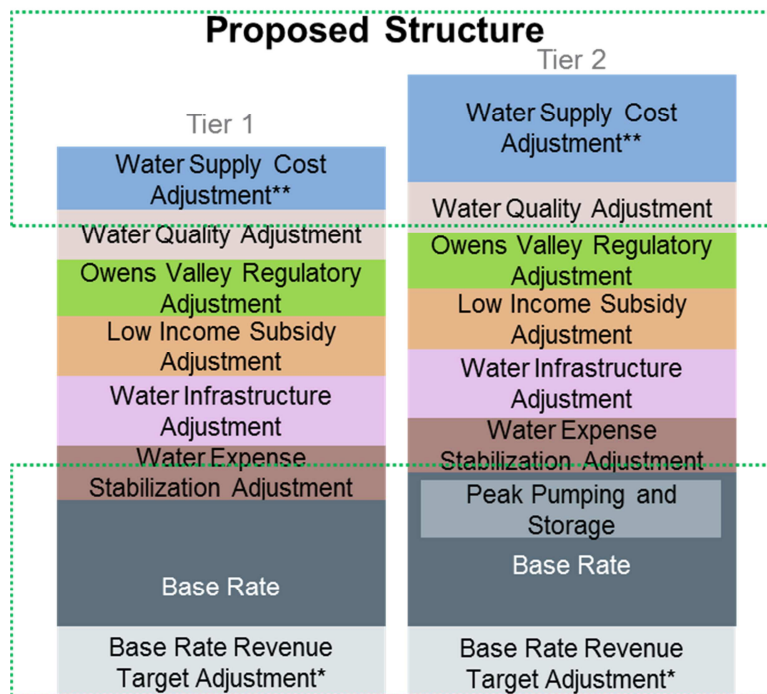 Proposed Structure
Tier 1
Water Supply Cost
Adjustment**
Water Quality Adjustment
Owens Valley Regulatory
Adjustment
Low Income Subsidy
Adjustment
Water Infrastructure
Adjustment
Water Expense
Stabilization Adjustment
Base Rate
Base Rate Revenue
Target Adjustment*
Tier 2
Water Supply Cost
Adjustment**
Water Quality Adjustment
Owens Valley Regulatory
Adjustment
Low Income Subsidy
Adjustment
Water Infrastructure
Adjustment
Water Expense
Stabilization Adjustment
Peak Pumping and
Storage
Base Rate
Base Rate Revenue
Target Adjustment*